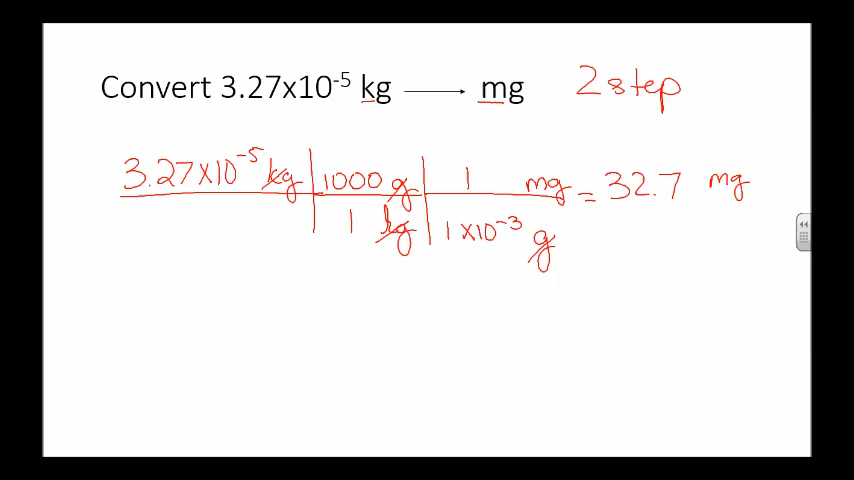 Convert 3.27x10⁻⁵ kg → mg 2 step
3.27x10⁻⁵ kg | 1000 g | 1 mg = 32.7 mg
1 kg | 1x10⁻³ g